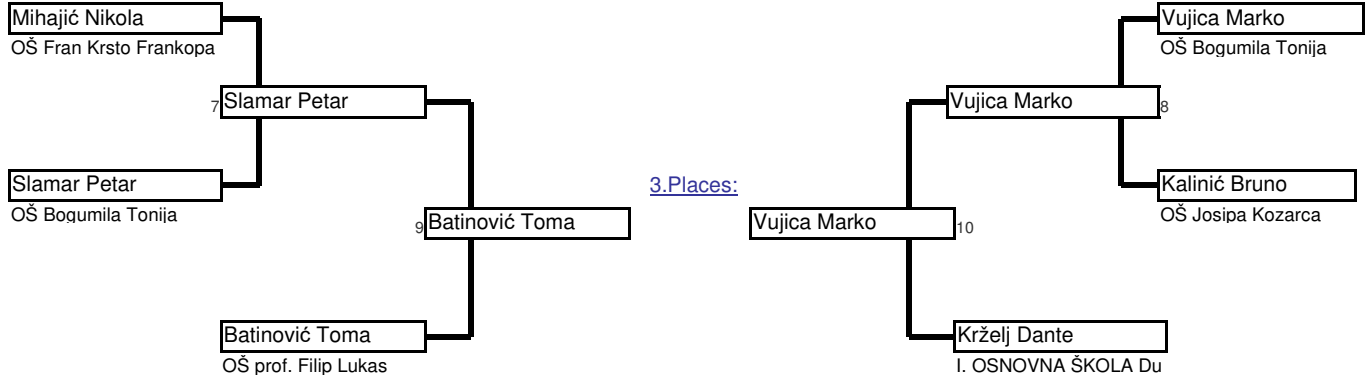 Mihajić Nikola
OŠ Fran Krsto Frankopa
Vujica Marko
OŠ Bogumila Tonija
7 Slamar Petar
Vujica Marko 8
Slamar Petar
OŠ Bogumila Tonija
3.Places:
Kalinić Bruno
OŠ Josipa Kozarca
9 Batinović Toma
Vujica Marko 10
Batinović Toma
OŠ prof. Filip Lukas
Krželj Dante
I. OSNOVNA ŠKOLA Du